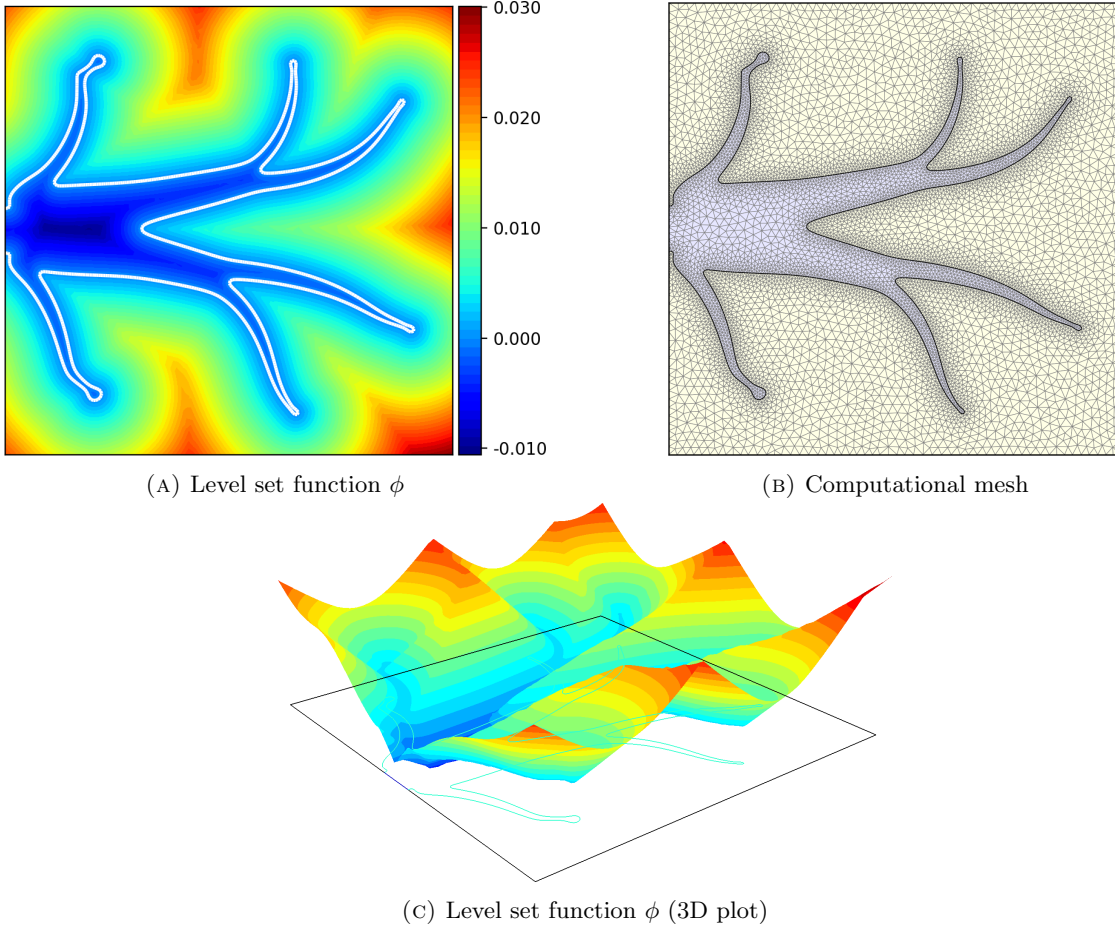 0.030
0.020
0.010
0.000
-0.010
(A) Level set function ϕ
(B) Computational mesh
(C) Level set function ϕ (3D plot)